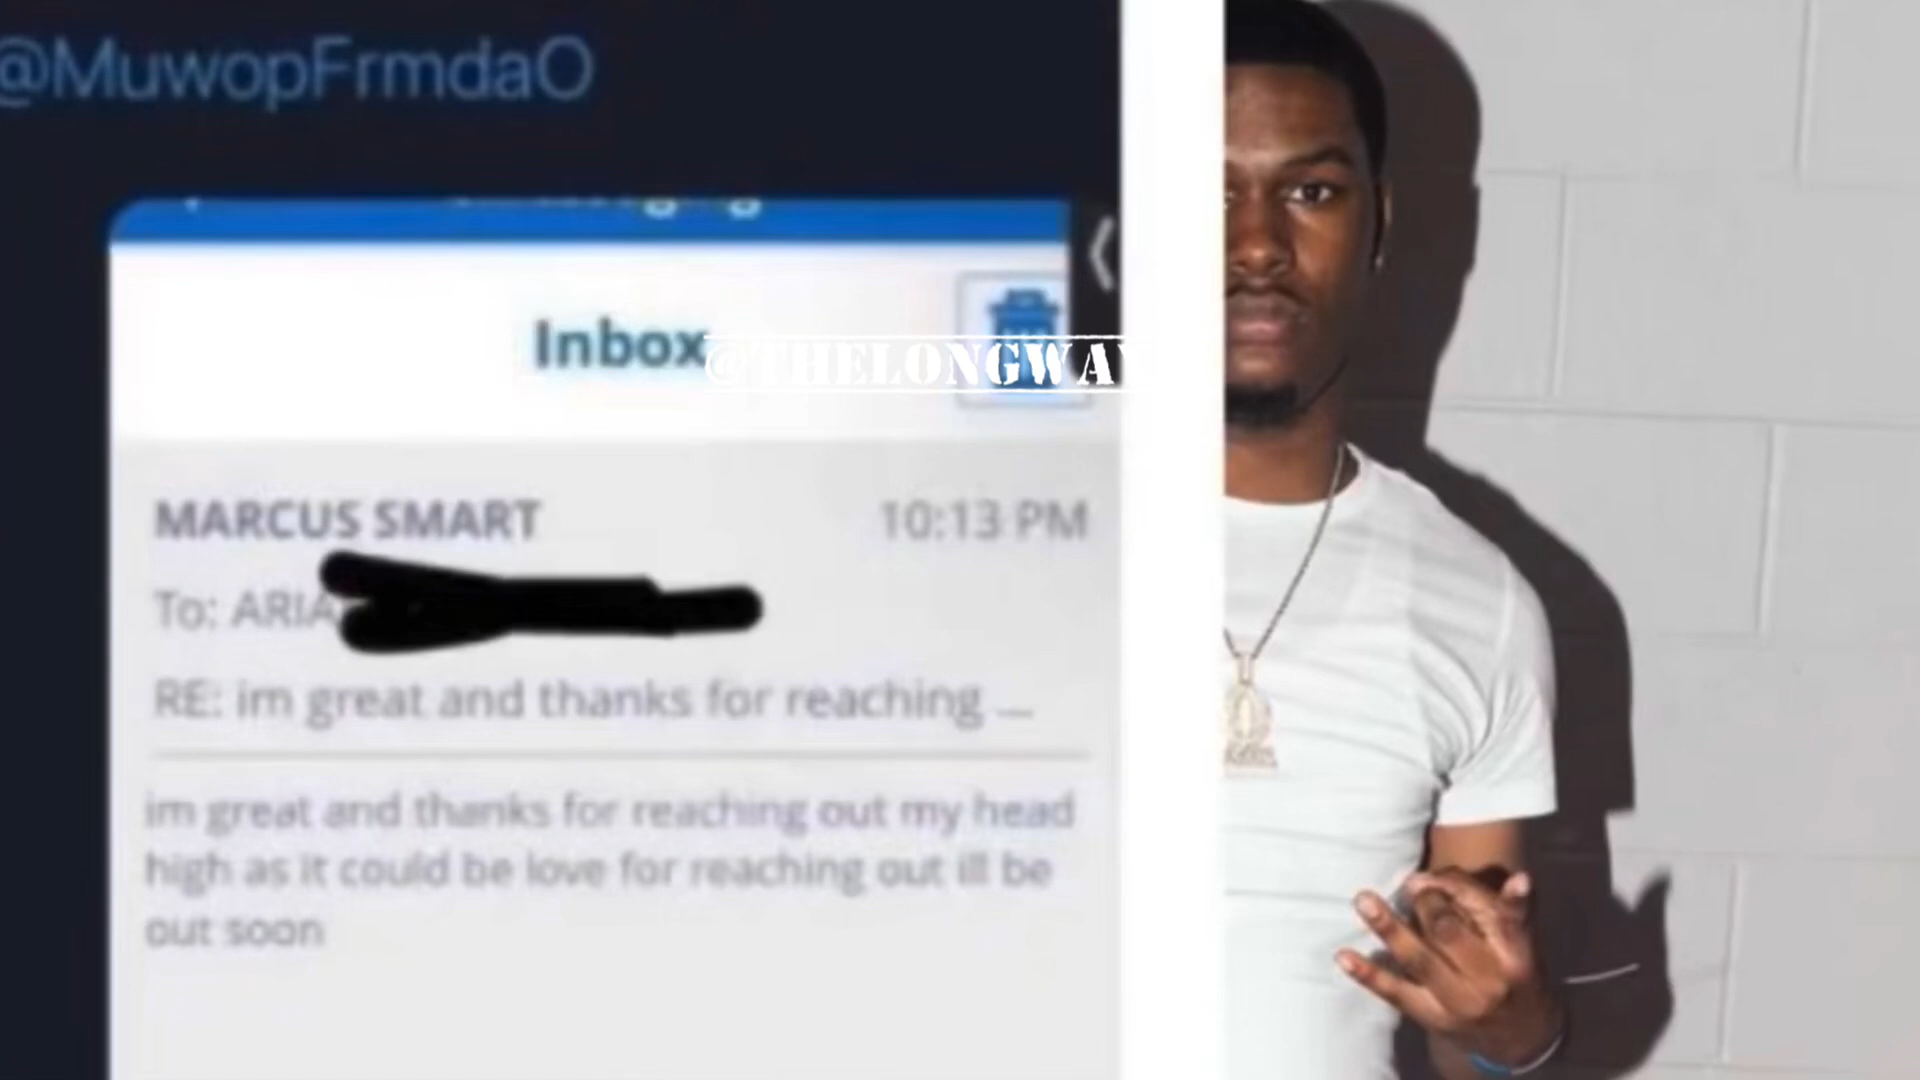 @MuwopFrmdaO
Inbox
@THELONGWA
MARCUS SMART 10:13 PM
To: ARIA
RE: im great and thanks for reaching ...
im great and thanks for reaching out my head
high as it could be love for reaching out ill be
out soon